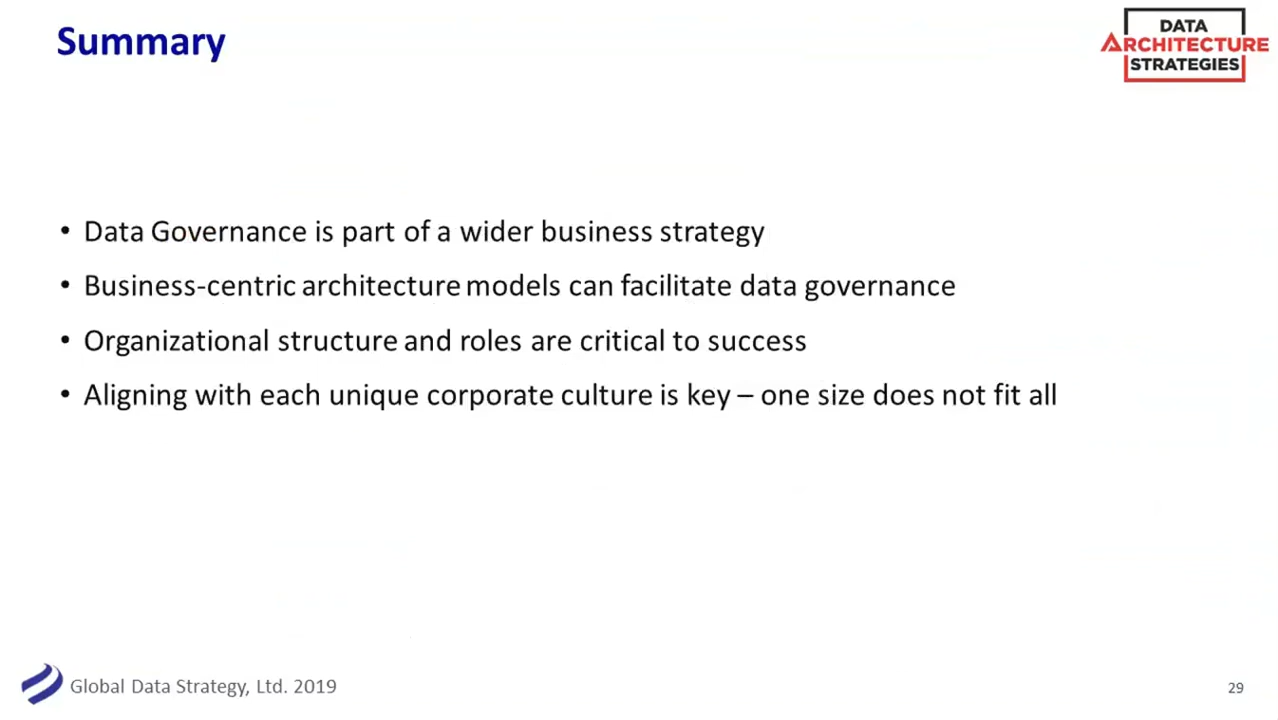 Summary
DATA
ARCHITECTURE
STRATEGIES
• Data Governance is part of a wider business strategy
• Business-centric architecture models can facilitate data governance
• Organizational structure and roles are critical to success
• Aligning with each unique corporate culture is key – one size does not fit all
Global Data Strategy, Ltd. 2019
29